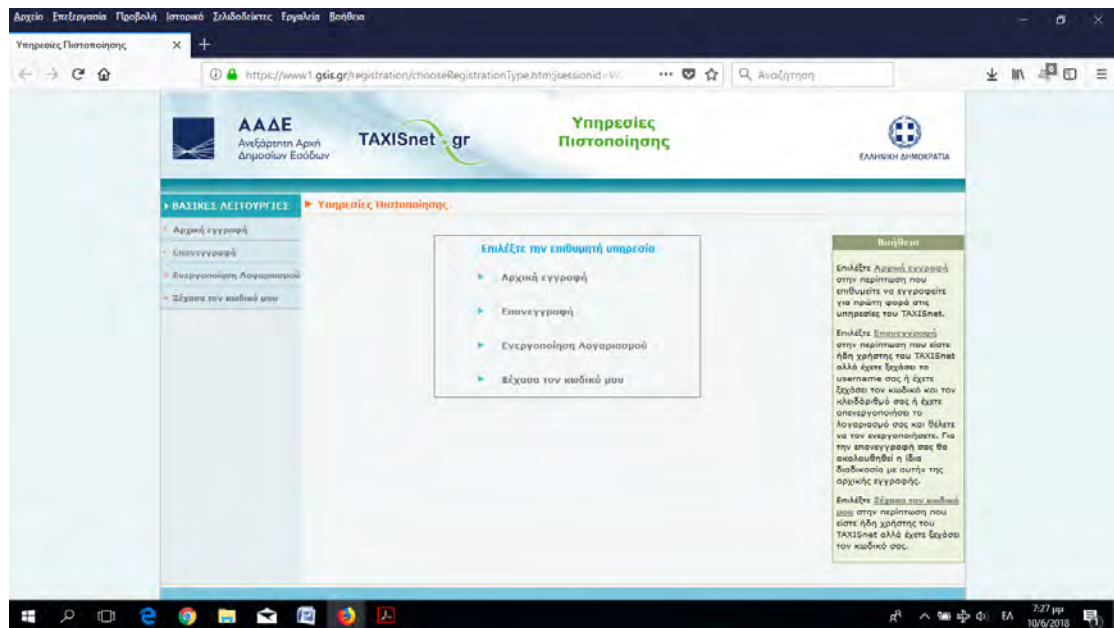 Αρχείο Επεξεργασία Προβολή Ιστορικό Σελιδοδείκτες Εργαλεία Βοήθεια
Υπηρεσίες Πιστοποίησης
https://www1.gsis.gr/registration/chooseRegistrationType.htm;jsessionid=
Αναζήτηση
ΑΑΔΕ
Ανεξάρτητη Αρχή
Δημοσίων Εσόδων
TAXISnet.gr
Υπηρεσίες
Πιστοποίησης
ΕΛΛΗΝΙΚΗ ΔΗΜΟΚΡΑΤΙΑ
ΒΑΣΙΚΕΣ ΛΕΙΤΟΥΡΓΙΕΣ
Αρχική εγγραφή
Επανεγγραφή
Ενεργοποίηση Λογαριασμού
Ξέχασα τον κωδικό μου
Υπηρεσίες Πιστοποίησης
Επιλέξτε την επιθυμητή υπηρεσία
Αρχική εγγραφή
Επανεγγραφή
Ενεργοποίηση Λογαριασμού
Ξέχασα τον κωδικό μου
Βοήθεια
Επιλέξτε Αρχική εγγραφή
στην περίπτωση που
επιθυμείτε να εγγραφείτε
για πρώτη φορά στις
υπηρεσίες του TAXISnet.
Επιλέξτε Επανεγγραφή
στην περίπτωση που είστε
ήδη χρήστης του TAXISnet
αλλά έχετε ξεχάσει το
username σας ή έχετε
ξεχάσει τον κωδικό και τον
κλειδάριθμό σας ή έχετε
απενεργοποιήσει το
λογαριασμό σας και θέλετε
να τον ενεργοποιήσετε. Για
την επανεγγραφή σας θα
ακολουθηθεί η ίδια
διαδικασία με αυτήν της
αρχικής εγγραφής.
Επιλέξτε Ξέχασα τον κωδικό
μου στην περίπτωση που
είστε ήδη χρήστης του
TAXISnet αλλά έχετε ξεχάσει
τον κωδικό σας.
ΕΛ
7:27 μμ
10/6/2018